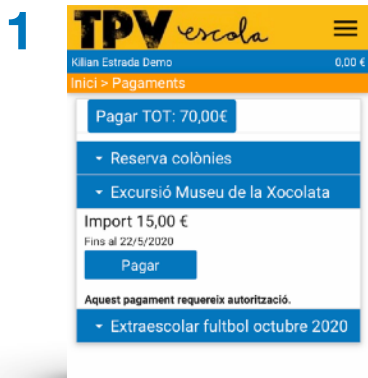 1
TPV escola
Kilian Estrada Demo 0,00 €
Inici > Pagaments
Pagar TOT: 70,00€
Reserva colònies
Excursió Museu de la Xocolata
Import 15,00 €
Fins al 22/5/2020
Pagar
Aquest pagament requereix autorització.
Extraescolar fultbol octubre 2020